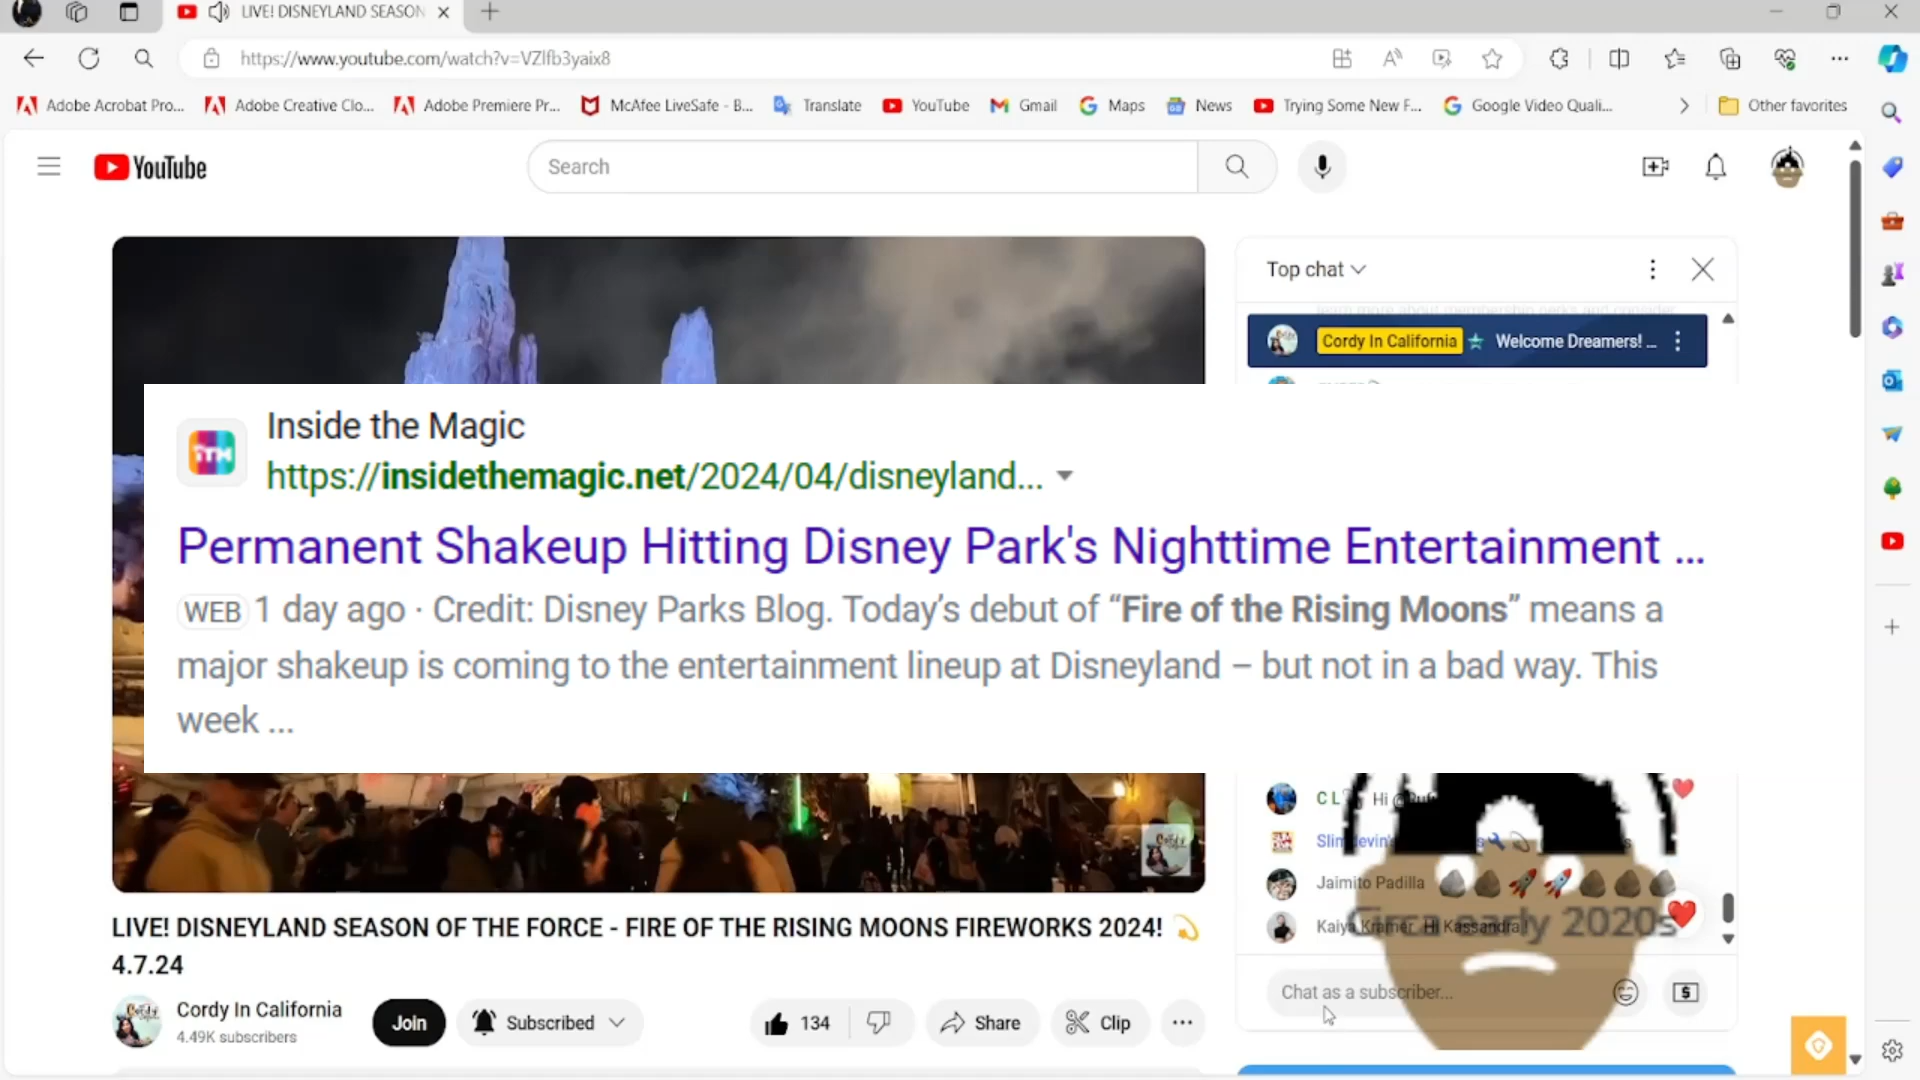 LIVE! DISNEYLAND SEASON
https://www.youtube.com/watch?v=VZlfb3yaix8
Adobe Acrobat Pro... Adobe Creative Clo... Adobe Premiere Pr... McAfee LiveSafe - B... Translate YouTube Gmail Maps News Trying Some New F... Google Video Quali... Other favorites
YouTube Search
Top chat
Cordy In California Welcome Dreamers! ...
Inside the Magic
https://insidethemagic.net/2024/04/disneyland...
Permanent Shakeup Hitting Disney Park's Nighttime Entertainment ...
WEB 1 day ago · Credit: Disney Parks Blog. Today's debut of “Fire of the Rising Moons” means a
major shakeup is coming to the entertainment lineup at Disneyland – but not in a bad way. This
week ...
C L Hi
Jaimito Padilla
Circa early 2020s
Kaiya Kramer Hi Kassandra!
LIVE! DISNEYLAND SEASON OF THE FORCE - FIRE OF THE RISING MOONS FIREWORKS 2024!
4.7.24
Chat as a subscriber...
Cordy In California
4.49K subscribers
Join Subscribed 134 Share Clip